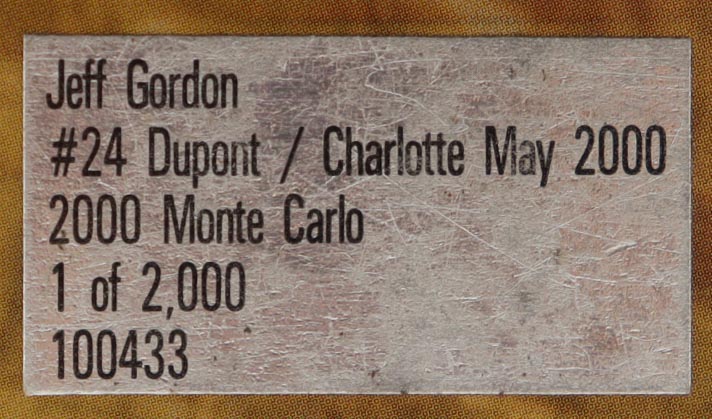 Jeff Gordon
#24 Dupont / Charlotte May 2000
2000 Monte Carlo
1 of 2,000
100433